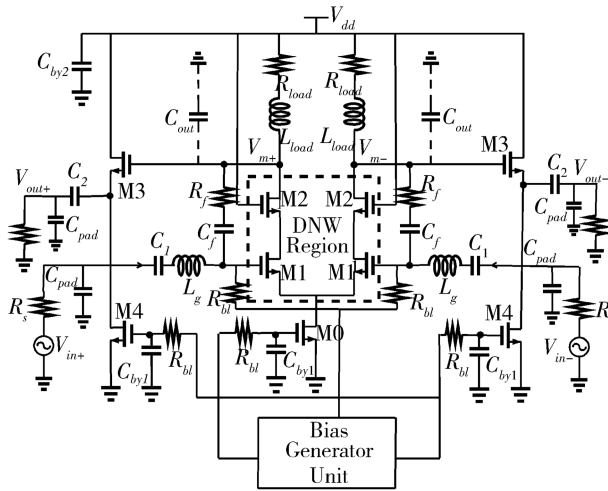 V_dd
C_by2
R_load
R_load
C_out
C_out
L_load
L_load
V_m+
V_m-
M3
M3
C_2
C_2
V_out+
V_out-
R_f
R_f
M2
M2
C_pad
C_pad
C_f
C_f
DNW
Region
C_1
L_g
M1
M1
L_g
C_1
C_pad
C_pad
R_bl
R_bl
R_s
R
M4
M4
M0
V_in+
V_in-
C_by1
R_bl
R_bl
C_by1
R_bl
C_by1
Bias
Generator
Unit